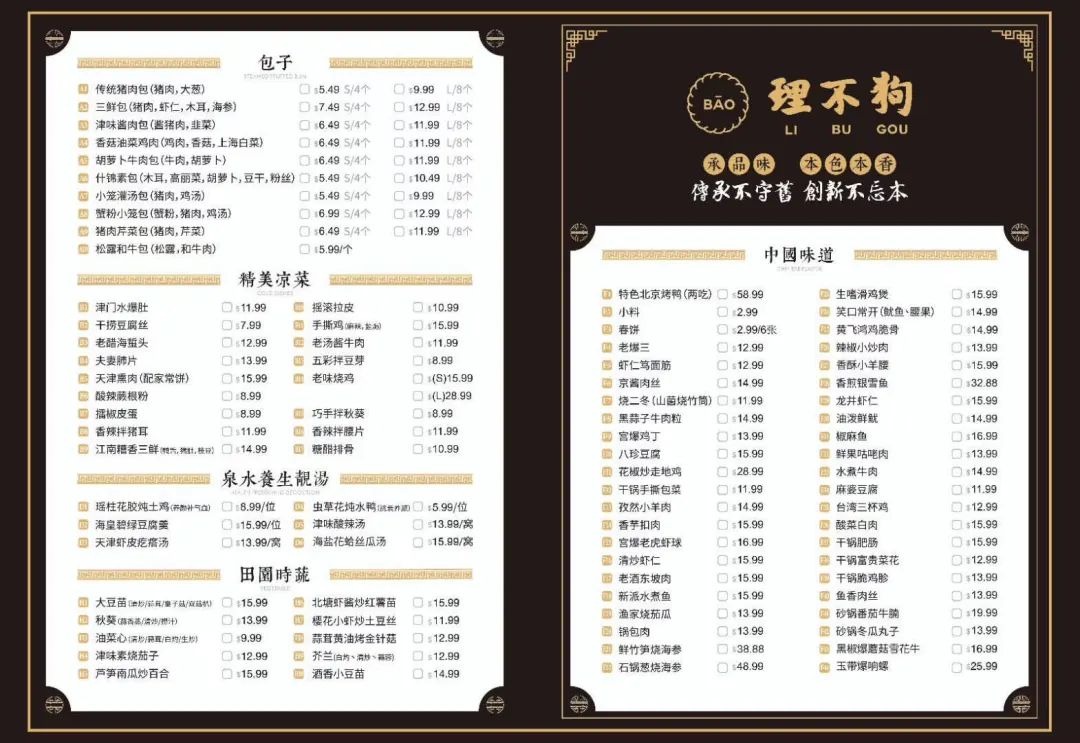 包子
STEAMED STUFFED BUN
传统猪肉包(猪肉,大葱) $5.49 S/4个 $9.99 L/8个
三鲜包(猪肉,虾仁,木耳,海参) $7.49 S/4个 $12.99 L/8个
津味酱肉包(酱猪肉,韭菜) $6.49 S/4个 $11.99 L/8个
香菇油菜鸡肉(鸡肉,香菇,上海白菜) $6.49 S/4个 $11.99 L/8个
胡萝卜牛肉包(牛肉,胡萝卜) $6.49 S/4个 $11.99 L/8个
什锦素包(木耳,高丽菜,胡萝卜,豆干,粉丝) $5.49 S/4个 $10.49 L/8个
小笼灌汤包(猪肉,鸡汤) $5.49 S/4个 $9.99 L/8个
蟹粉小笼包(蟹粉,猪肉,鸡汤) $6.99 S/4个 $12.99 L/8个
猪肉芹菜包(猪肉,芹菜) $6.49 S/4个 $11.99 L/8个
松露和牛包(松露,和牛肉) $5.99/个
精美凉菜
COLD DISHES
津门水爆肚 $11.99 摇滚拉皮 $10.99
干捞豆腐丝 $7.99 手撕鸡(麻辣,盐焗) $15.99
老醋海蜇头 $12.99 老汤酱牛肉 $11.99
夫妻肺片 $13.99 五彩拌豆芽 $8.99
天津熏肉(配家常饼) $15.99 老味烧鸡 $(S)15.99
酸辣蕨根粉 $8.99 $(L)28.99
擂椒皮蛋 $8.99 巧手拌秋葵 $8.99
香辣拌猪耳 $11.99 香辣拌腰片 $11.99
江南糟香三鲜 $14.99 糖醋排骨 $10.99
泉水養生靚湯
瑶柱花胶炖土鸡(养颜补气血) $8.99/位 虫草花炖水鸭 $5.99/位
海皇碧绿豆腐羹 $15.99/位 津味酸辣汤 $13.99/窝
天津虾皮疙瘩汤 $13.99/窝 海盐花蛤丝瓜汤 $15.99/窝
田園時蔬
VEGETABLE
大豆苗 $15.99 北塘虾酱炒红薯苗 $15.99
秋葵 $13.99 樱花小虾炒土豆丝 $11.99
油菜心 $9.99 蒜茸黄油烤金针菇 $12.99
津味素烧茄子 $12.99 芥兰 $12.99
芦笋南瓜炒百合 $15.99 酒香小豆苗 $14.99
BĀO
理不狗
LI BU GOU
承品味 本色本香
傳承不守舊 創新不忘本
中國味道
特色北京烤鸭(两吃) $58.99 生嗜滑鸡煲 $15.99
小料 $2.99 笑口常开(鱿鱼、腰果) $14.99
春饼 $2.99/6张 黄飞鸿鸡脆骨 $14.99
老爆三 $12.99 辣椒小炒肉 $13.99
虾仁笃面筋 $12.99 香酥小羊腰 $15.99
京酱肉丝 $14.99 香煎银雪鱼 $32.88
烧二冬(山菌烧竹筒) $11.99 龙井虾仁 $15.99
黑蒜子牛肉粒 $14.99 油泼鲜鱿 $14.99
宫爆鸡丁 $13.99 椒麻鱼 $16.99
八珍豆腐 $15.99 鲜果咕咾肉 $13.99
花椒炒走地鸡 $28.99 水煮牛肉 $14.99
干锅手撕包菜 $11.99 麻婆豆腐 $11.99
孜然小羊肉 $14.99 台湾三杯鸡 $12.99
香芋扣肉 $15.99 酸菜白肉 $15.99
宫爆老虎虾球 $16.99 干锅肥肠 $15.99
清炒虾仁 $15.99 干锅富贵菜花 $12.99
老酒东坡肉 $15.99 干锅脆鸡胗 $13.99
新派水煮鱼 $15.99 鱼香肉丝 $13.99
渔家烧茄瓜 $13.99 砂锅番茄牛腩 $19.99
锅包肉 $13.99 砂锅冬瓜丸子 $13.99
鲜竹笋烧海参 $38.88 黑椒爆蘑菇雪花牛 $16.99
石锅葱烧海参 $48.99 玉带爆响螺 $25.99